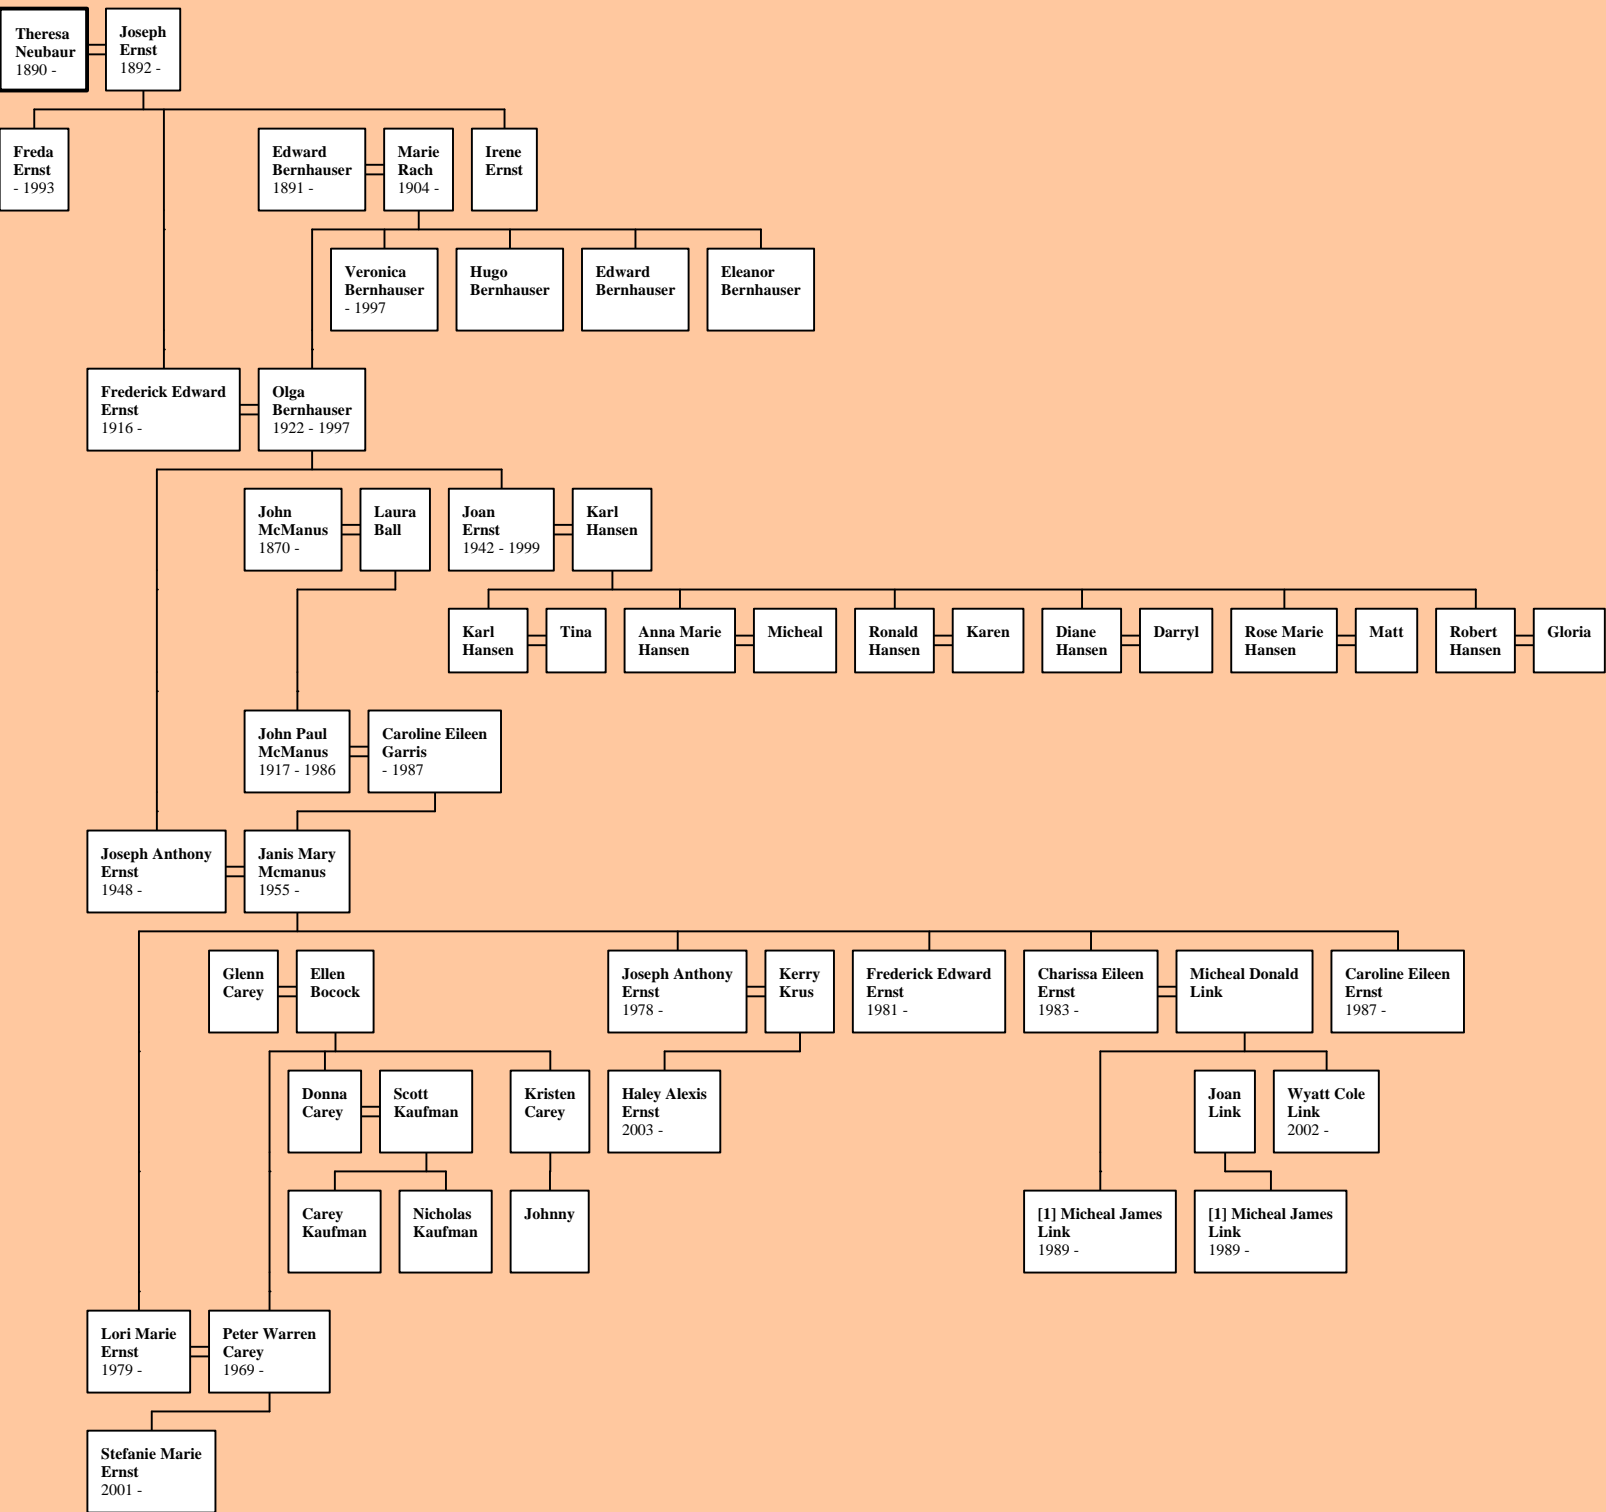 Theresa
Neubaur
1890 -
Joseph
Ernst
1892 -
Freda
Ernst
- 1993
Edward
Bernhauser
1891 -
Marie
Rach
1904 -
Irene
Ernst
Veronica
Bernhauser
- 1997
Hugo
Bernhauser
Edward
Bernhauser
Eleanor
Bernhauser
Frederick Edward
Ernst
1916 -
Olga
Bernhauser
1922 - 1997
John
McManus
1870 -
Laura
Ball
Joan
Ernst
1942 - 1999
Karl
Hansen
Karl
Hansen
Tina
Anna Marie
Hansen
Micheal
Ronald
Hansen
Karen
Diane
Hansen
Darryl
Rose Marie
Hansen
Matt
Robert
Hansen
Gloria
John Paul
McManus
1917 - 1986
Caroline Eileen
Garris
- 1987
Joseph Anthony
Ernst
1948 -
Janis Mary
Mcmanus
1955 -
Glenn
Carey
Ellen
Bocock
Joseph Anthony
Ernst
1978 -
Kerry
Krus
Frederick Edward
Ernst
1981 -
Charissa Eileen
Ernst
1983 -
Micheal Donald
Link
Caroline Eileen
Ernst
1987 -
Donna
Carey
Scott
Kaufman
Kristen
Carey
Haley Alexis
Ernst
2003 -
Joan
Link
Wyatt Cole
Link
2002 -
Carey
Kaufman
Nicholas
Kaufman
Johnny
[1] Micheal James
Link
1989 -
[1] Micheal James
Link
1989 -
Lori Marie
Ernst
1979 -
Peter Warren
Carey
1969 -
Stefanie Marie
Ernst
2001 -